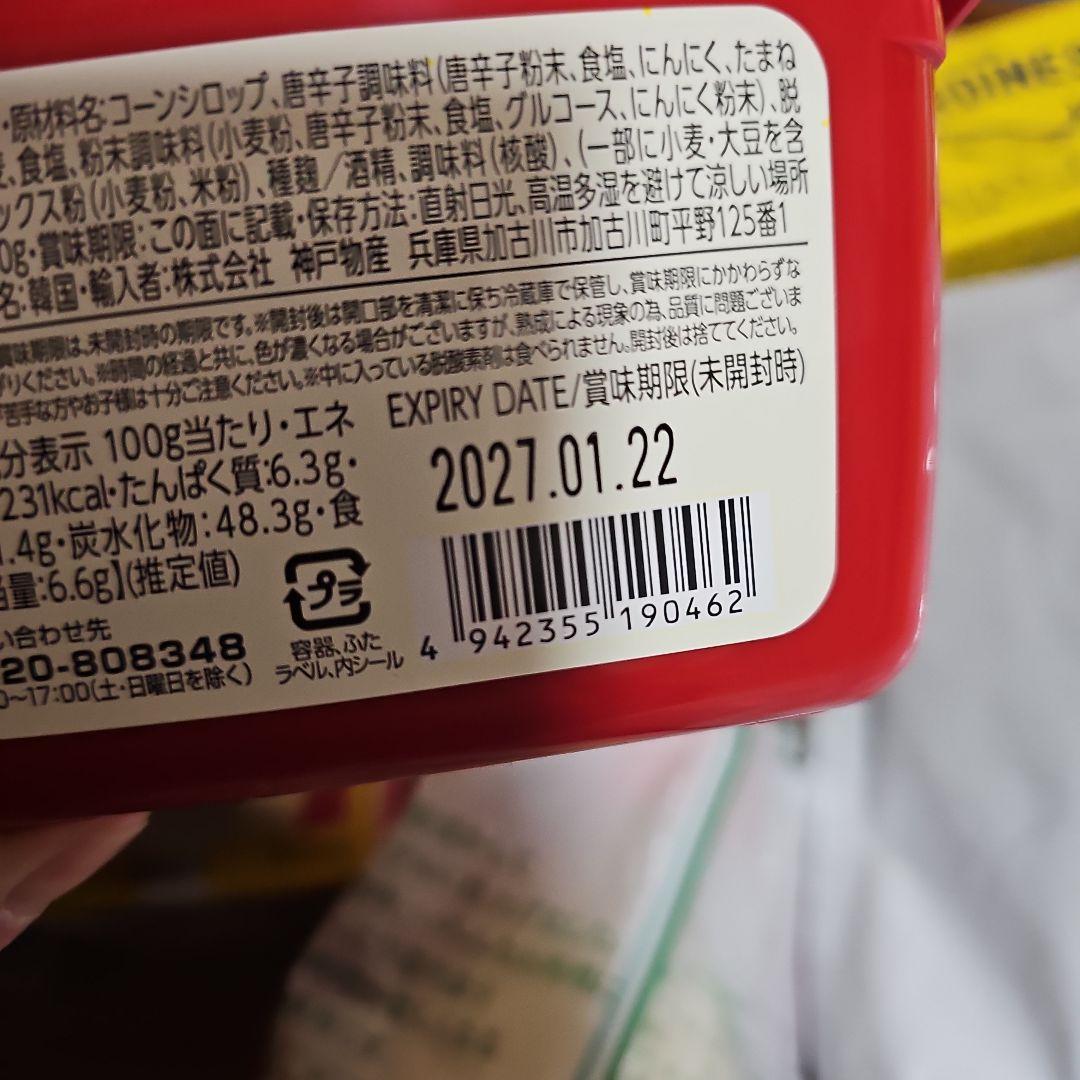 ・原材料名:コーンシロップ、唐辛子調味料(唐辛子粉末、食塩、にんにく、たまね
、食塩、粉末調味料(小麦粉、唐辛子粉末、食塩、グルコース、にんにく粉末)、脱
ックス粉(小麦粉、米粉)、種麹/酒精、調味料(核酸)、(一部に小麦・大豆を含
0g・賞味期限:この面に記載・保存方法:直射日光、高温多湿を避けて涼しい場所
名:韓国・輸入者:株式会社 神戸物産 兵庫県加古川市加古川町平野125番1
賞味期限は、未開封時の期限です。※開封後は開口部を清潔に保ち冷蔵庫で保管し、賞味期限にかかわらずな
がりください。※時間の経過と共に、色が濃くなる場合がございますが、熟成による現象の為、品質に問題ございま
苦手な方やお子様は十分ご注意ください。※中に入っている脱酸素剤は食べられません。開封後は捨ててください。
分表示 100g当たり・エネ
231kcal・たんぱく質:6.3g・
.4g・炭水化物:48.3g・食
当量:6.6g】(推定値)
い合わせ先
20-808348
0~17:00(土・日曜日を除く)
EXPIRY DATE/賞味期限(未開封時)
2027.01.22
プラ
容器、ふた
ラベル、内シール
4 942355 190462